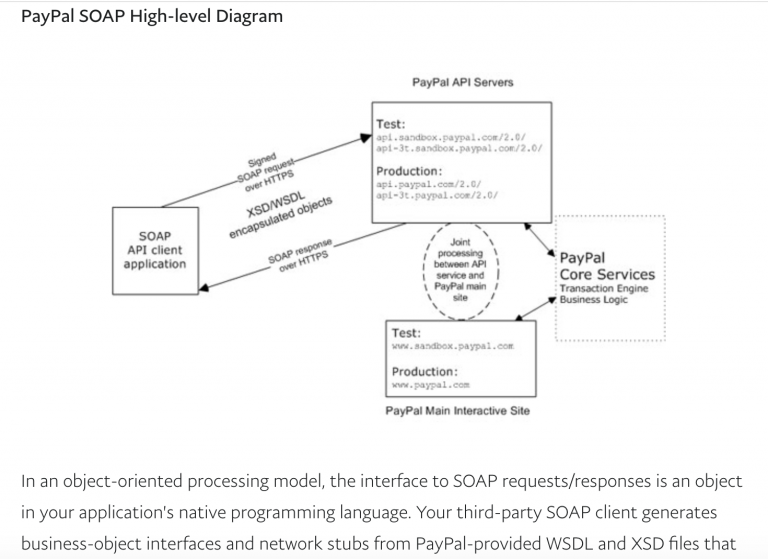 PayPal SOAP High-level Diagram
PayPal API Servers
Test:
api.sandbox.paypal.com/2.0/
api-3t.sandbox.paypal.com/2.0/
Production:
api.paypal.com/2.0/
api-3t.paypal.com/2.0/
Signed
SOAP request
over HTTPS
XSD/WSDL
encapsulated objects
SOAP response
over HTTPS
SOAP
API client
application
Joint
processing
between API
service and
PayPal main
site
PayPal
Core Services
Transaction Engine
Business Logic
Test:
www.sandbox.paypal.com
Production:
www.paypal.com
PayPal Main Interactive Site
In an object-oriented processing model, the interface to SOAP requests/responses is an object
in your application's native programming language. Your third-party SOAP client generates
business-object interfaces and network stubs from PayPal-provided WSDL and XSD files that